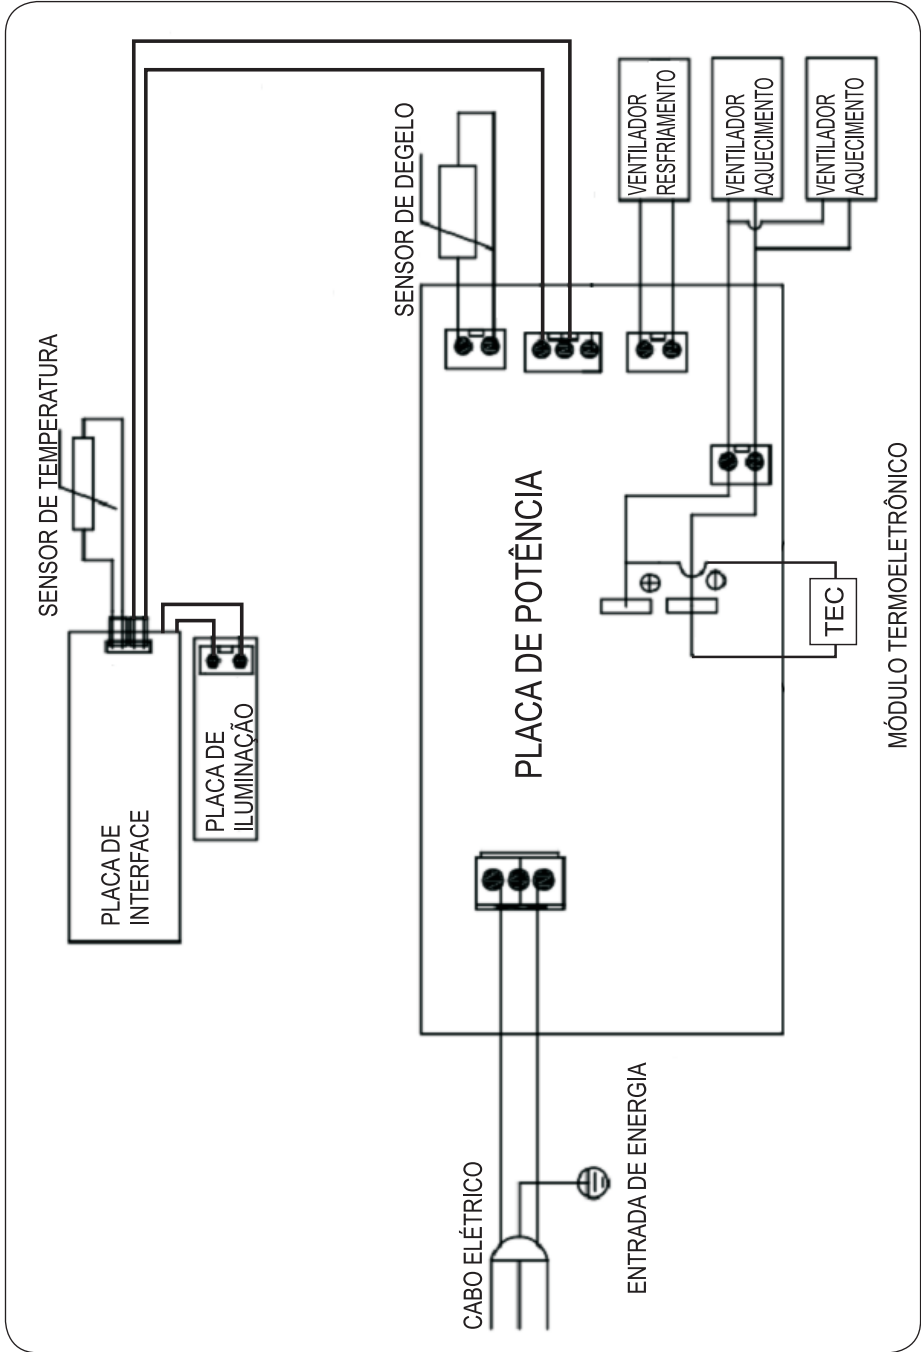 SENSOR DE TEMPERATURA
PLACA DE
INTERFACE
PLACA DE
ILUMINAÇÃO
SENSOR DE DEGELO
VENTILADOR
RESFRIAMENTO
VENTILADOR
AQUECIMENTO
VENTILADOR
AQUECIMENTO
PLACA DE POTÊNCIA
TEC
MÓDULO TERMOELETRÔNICO
CABO ELÉTRICO
ENTRADA DE ENERGIA